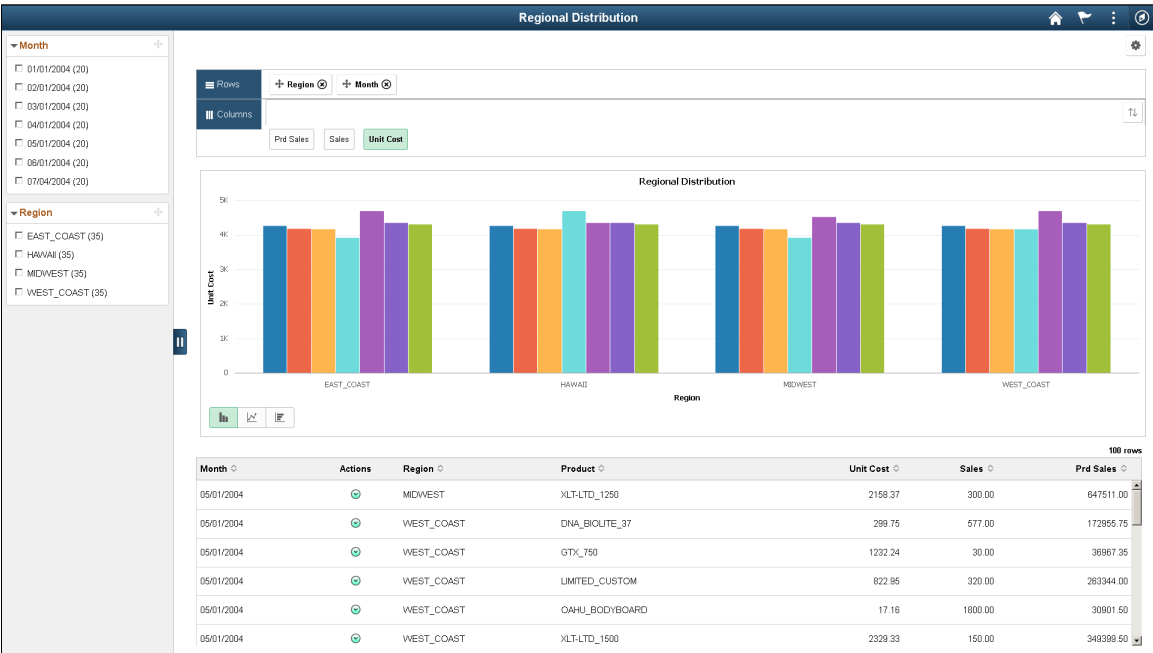 Regional Distribution
Month
01/01/2004 (20)
02/01/2004 (20)
03/01/2004 (20)
04/01/2004 (20)
05/01/2004 (20)
06/01/2004 (20)
07/04/2004 (20)
Region
EAST_COAST (35)
HAWAII (35)
MIDWEST (35)
WEST_COAST (35)
Rows Region Month
Columns
Prd Sales Sales Unit Cost
Regional Distribution
5K
4K
3K
2K
1K
0
Unit Cost
EAST_COAST HAWAII MIDWEST WEST_COAST
Region
100 rows
Month Actions Region Product Unit Cost Sales Prd Sales
05/01/2004 MIDWEST XLT-LTD_1250 2158.37 300.00 647511.00
05/01/2004 WEST_COAST DNA_BIOLITE_37 299.75 577.00 172955.75
05/01/2004 WEST_COAST GTX_750 1232.24 30.00 36967.35
05/01/2004 WEST_COAST LIMITED_CUSTOM 822.95 320.00 263344.00
05/01/2004 WEST_COAST OAHU_BODYBOARD 17.16 1800.00 30901.50
05/01/2004 WEST_COAST XLT-LTD_1500 2329.33 150.00 349399.50